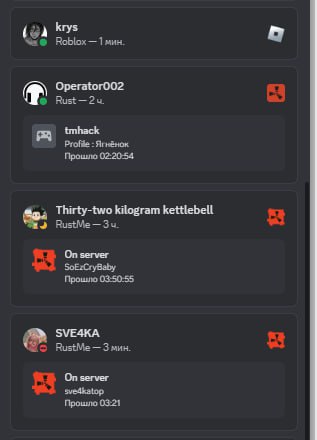 krys
Roblox — 1 мин.
Operator002
Rust — 2 ч.
tmhack
Profile : Ягнёнок
Прошло 02:20:54
Thirty-two kilogram kettlebell
RustMe — 3 ч.
On server
SoEzCryBaby
Прошло 03:50:55
SVE4KA
RustMe — 3 мин.
On server
sve4katop
Прошло 03:21